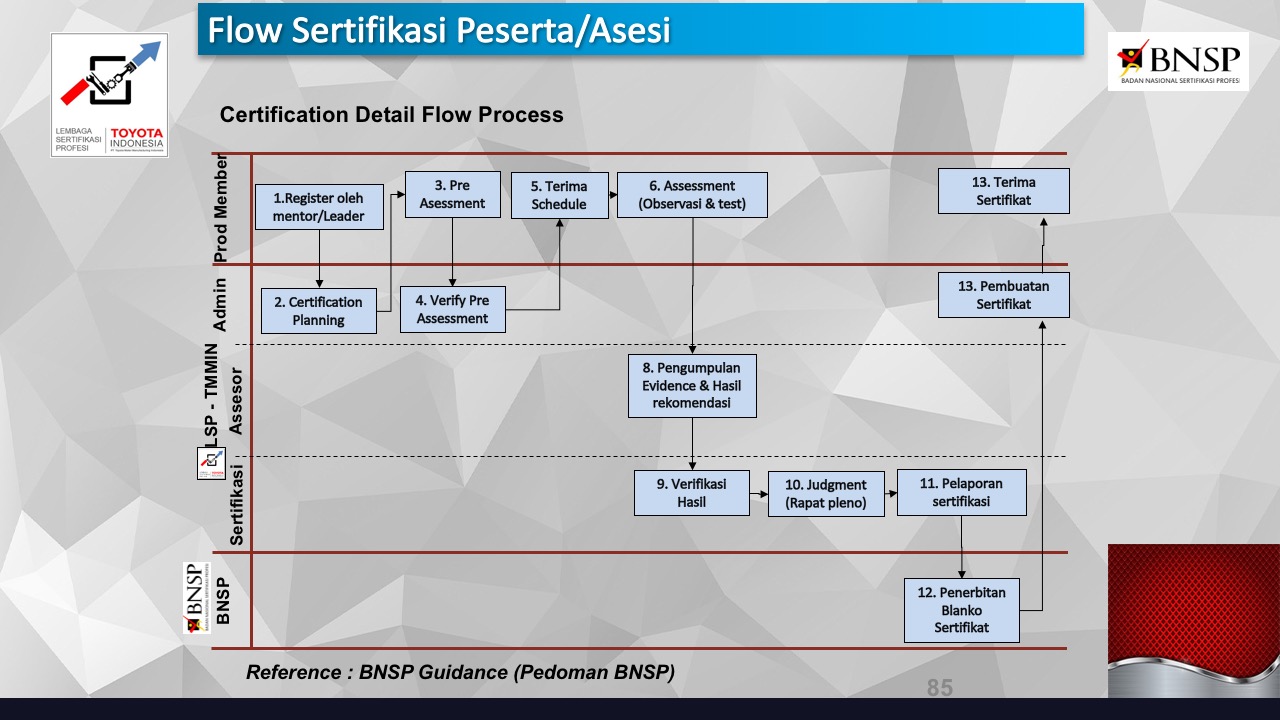 Flow Sertifikasi Peserta/Asesi
LEMBAGA
SERTIFIKASI
PROFESI
TOYOTA
INDONESIA
BNSP
BADAN NASIONAL SERTIFIKASI PROFESI
Certification Detail Flow Process
Prod Member
1.Register oleh
mentor/Leader
3. Pre
Asessment
5. Terima
Schedule
6. Assessment
(Observasi & test)
13. Terima
Sertifikat
LSP - TMMIN
Admin
2. Certification
Planning
4. Verify Pre
Assessment
13. Pembuatan
Sertifikat
Assesor
8. Pengumpulan
Evidence & Hasil
rekomendasi
Sertifikasi
9. Verifikasi
Hasil
10. Judgment
(Rapat pleno)
11. Pelaporan
sertifikasi
BNSP
BNSP
12. Penerbitan
Blanko
Sertifikat
Reference : BNSP Guidance (Pedoman BNSP)
85